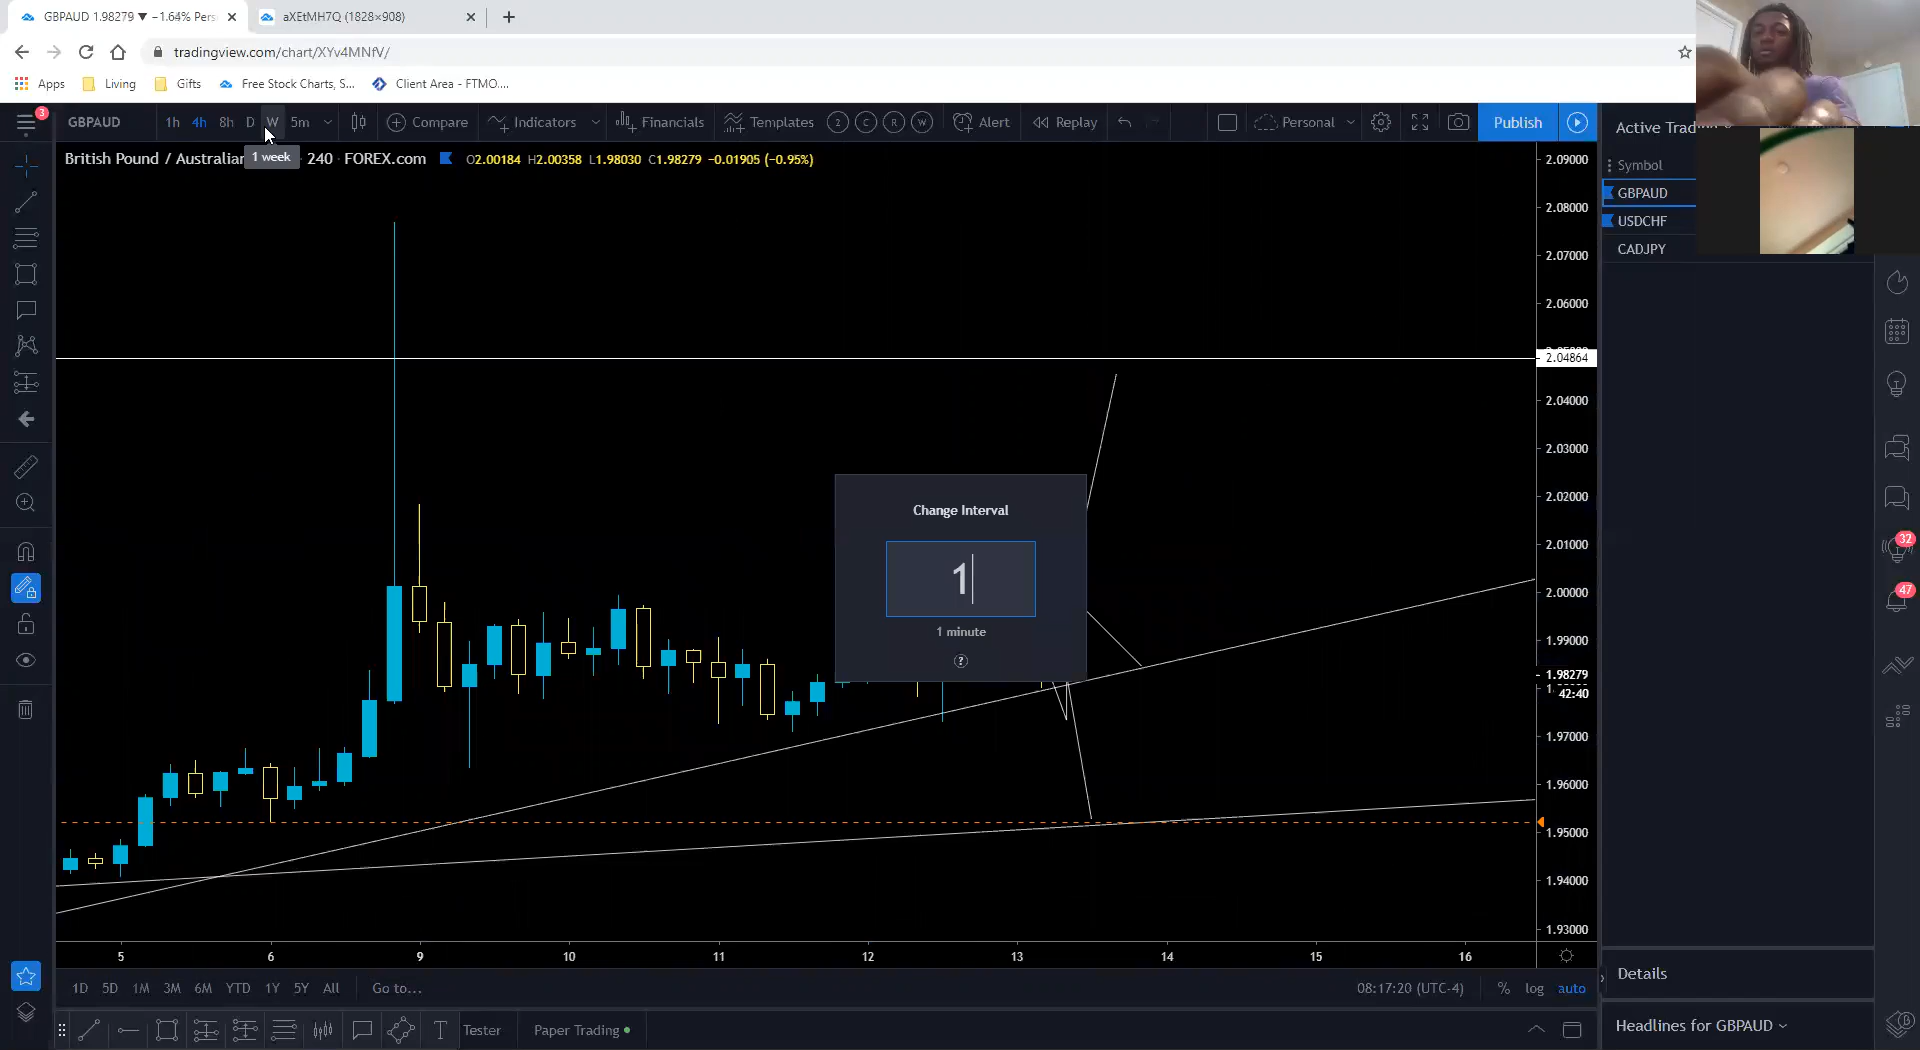 GBPAUD 1.98279 ▼ −1.64% Pers
aXEtMH7Q (1828×908)
tradingview.com/chart/XYv4MNfV/
Apps Living Gifts Free Stock Charts, S... Client Area - FTMO....
3
GBPAUD 1h 4h 8h D W 5m Compare Indicators Financials Templates 2 C R W Alert Replay Personal Publish
1 week
British Pound / Australian 240 FOREX.com O2.00184 H2.00358 L1.98030 C1.98279 −0.01905 (−0.95%)
Symbol
GBPAUD
USDCHF
CADJPY
2.09000
2.08000
2.07000
2.06000
2.04864
2.04000
2.03000
2.02000
2.01000
2.00000
1.99000
1.98279
42:40
1.97000
1.96000
1.95000
1.94000
1.93000
Change Interval
1
1 minute
?
32
47
5 6 9 10 11 12 13 14 15 16
1D 5D 1M 3M 6M YTD 1Y 5Y All Go to... 08:17:20 (UTC-4) % log auto
T Tester Paper Trading
Details
Headlines for GBPAUD